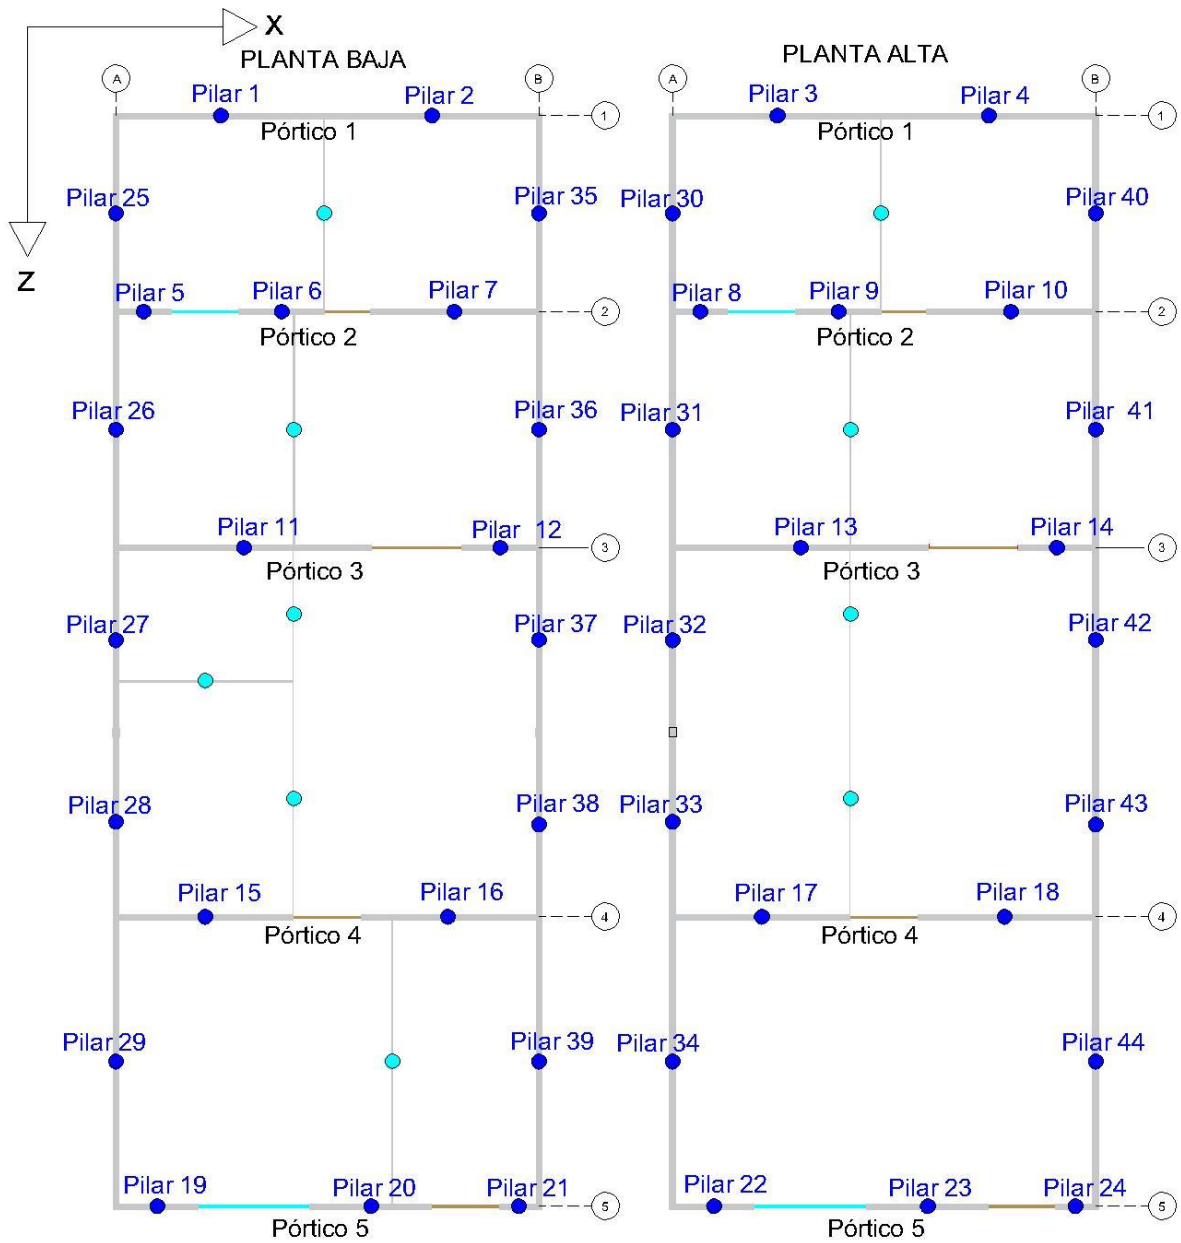 X
PLANTA BAJA
PLANTA ALTA
A
B
A
B
Pilar 1
Pilar 2
Pilar 3
Pilar 4
1
1
Pórtico 1
Pórtico 1
Pilar 25
Pilar 35
Pilar 30
Pilar 40
Z
Pilar 5
Pilar 6
Pilar 7
Pilar 8
Pilar 9
Pilar 10
2
2
Pórtico 2
Pórtico 2
Pilar 26
Pilar 36
Pilar 31
Pilar 41
Pilar 11
Pilar 12
Pilar 13
Pilar 14
3
3
Pórtico 3
Pórtico 3
Pilar 27
Pilar 37
Pilar 32
Pilar 42
Pilar 28
Pilar 38
Pilar 33
Pilar 43
Pilar 15
Pilar 16
Pilar 17
Pilar 18
4
4
Pórtico 4
Pórtico 4
Pilar 29
Pilar 39
Pilar 34
Pilar 44
Pilar 19
Pilar 20
Pilar 21
Pilar 22
Pilar 23
Pilar 24
5
5
Pórtico 5
Pórtico 5